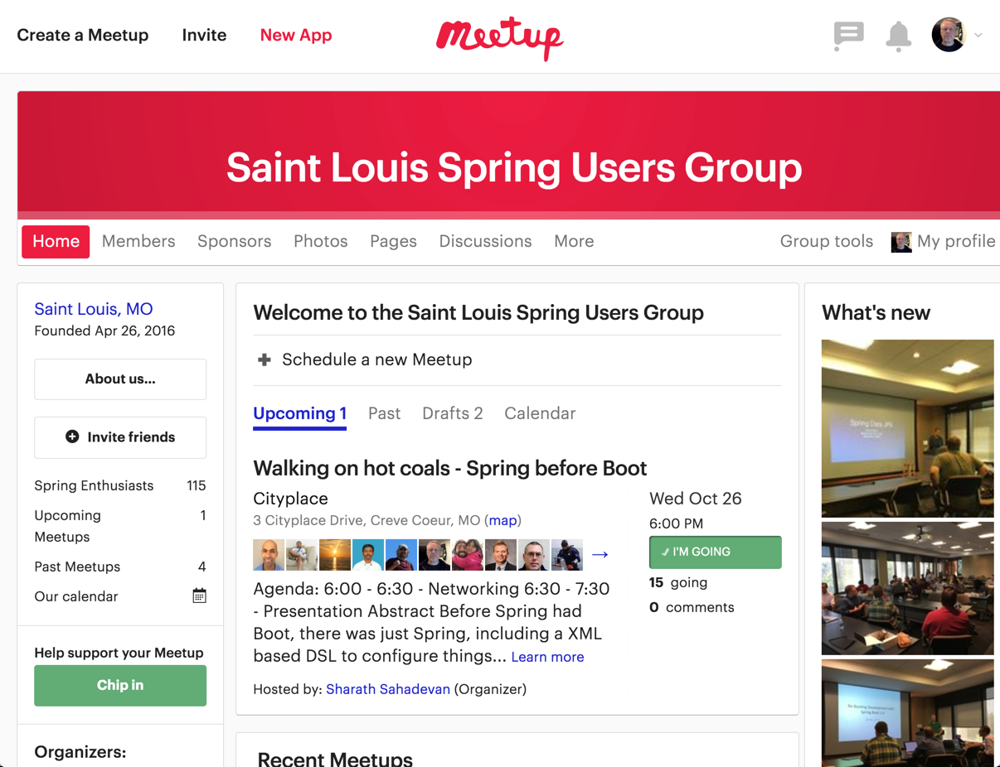 Create a Meetup Invite New App Meetup
Saint Louis Spring Users Group
Home Members Sponsors Photos Pages Discussions More Group tools My profile
Saint Louis, MO
Founded Apr 26, 2016
About us...
Invite friends
Spring Enthusiasts 115
Upcoming Meetups 1
Past Meetups 4
Our calendar
Help support your Meetup
Chip in
Organizers:
Welcome to the Saint Louis Spring Users Group
Schedule a new Meetup
Upcoming 1 Past Drafts 2 Calendar
Walking on hot coals - Spring before Boot
Cityplace
3 Cityplace Drive, Creve Coeur, MO (map)
Agenda: 6:00 - 6:30 - Networking 6:30 - 7:30
- Presentation Abstract Before Spring had
Boot, there was just Spring, including a XML
based DSL to configure things... Learn more
Hosted by: Sharath Sahadevan (Organizer)
Wed Oct 26
6:00 PM
I'M GOING
15 going
0 comments
Recent Meetups
What's new
Spring Data JPA